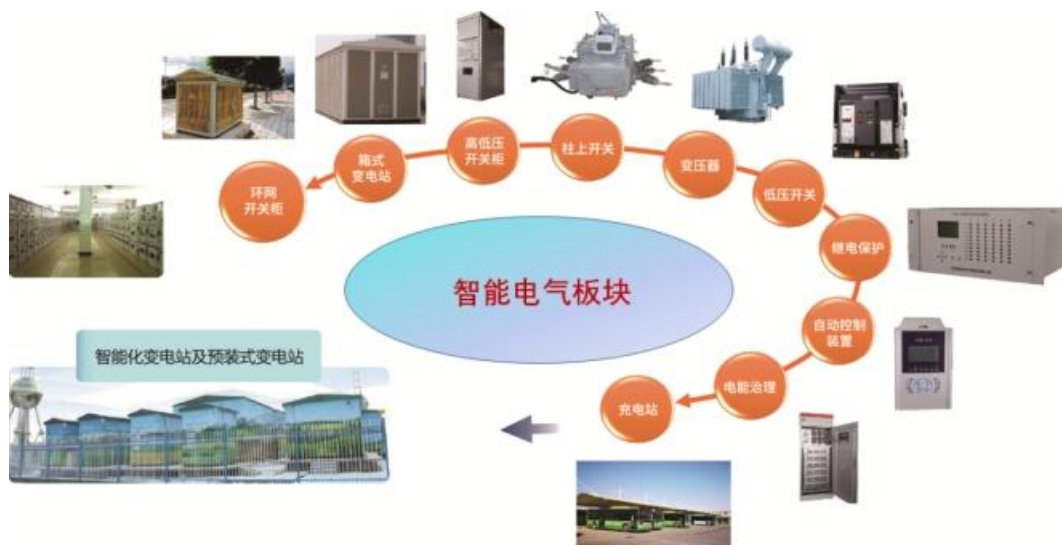 环网
开关柜
箱式
变电站
高低压
开关柜
柱上开关
变压器
低压开关
继电保护
自动控制
装置
电能治理
充电站
智能电气板块
智能化变电站及预装式变电站